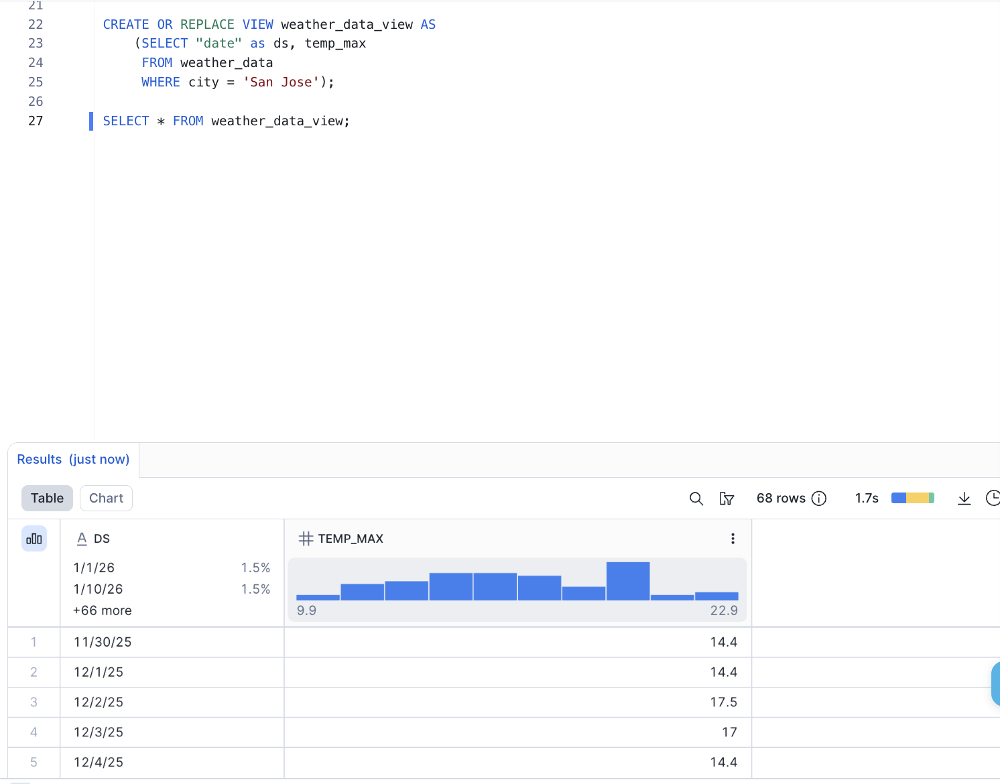 21
22 CREATE OR REPLACE VIEW weather_data_view AS
23 (SELECT "date" as ds, temp_max
24 FROM weather_data
25 WHERE city = 'San Jose');
26
27 SELECT * FROM weather_data_view;
Results (just now)
Table Chart 68 rows 1.7s
A DS # TEMP_MAX
1/1/26 1.5%
1/10/26 1.5%
+66 more 9.9 22.9
1 11/30/25 14.4
2 12/1/25 14.4
3 12/2/25 17.5
4 12/3/25 17
5 12/4/25 14.4